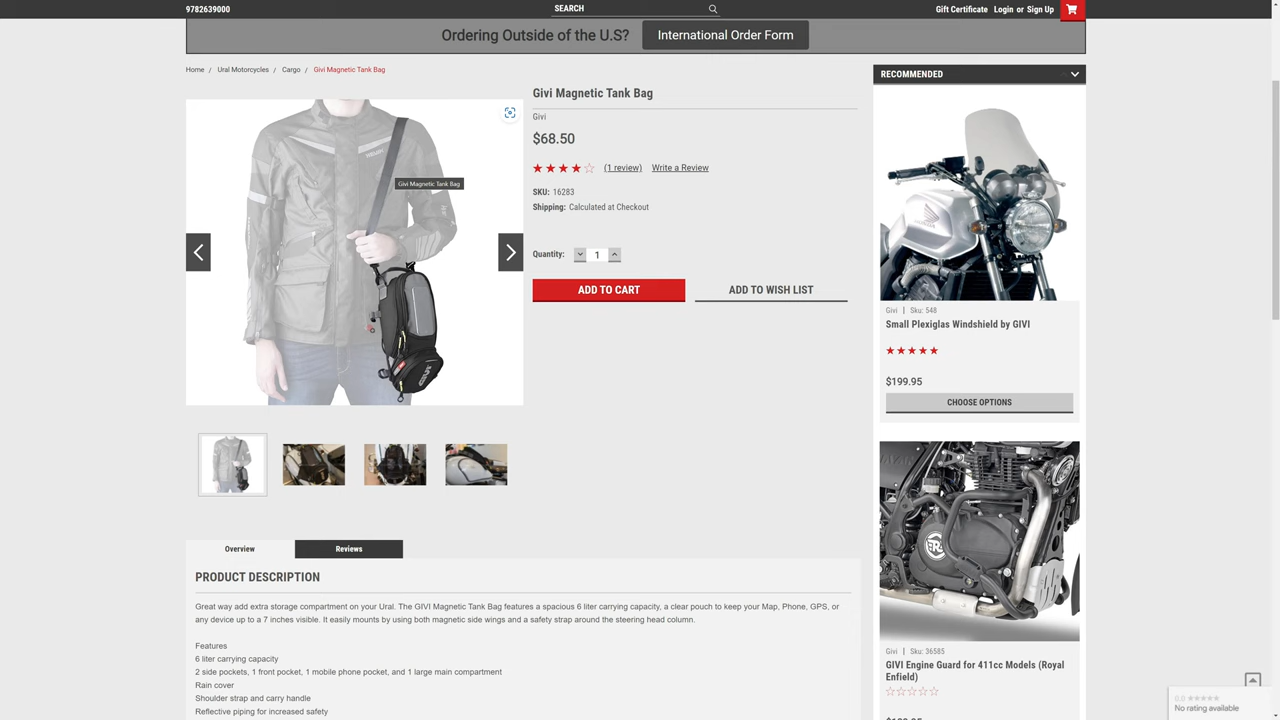 9782639000
SEARCH
Gift Certificate Login or Sign Up
Ordering Outside of the U.S? International Order Form
Home / Ural Motorcycles / Cargo / Givi Magnetic Tank Bag
Givi Magnetic Tank Bag
GIVI
Givi Magnetic Tank Bag
Givi
$68.50
(1 review) Write a Review
SKU: 16283
Shipping: Calculated at Checkout
Quantity: 1
ADD TO CART ADD TO WISH LIST
Overview Reviews
PRODUCT DESCRIPTION
Great way add extra storage compartment on your Ural. The GIVI Magnetic Tank Bag features a spacious 6 liter carrying capacity, a clear pouch to keep your Map, Phone, GPS, or
any device up to a 7 inches visible. It easily mounts by using both magnetic side wings and a safety strap around the steering head column.
Features
6 liter carrying capacity
2 side pockets, 1 front pocket, 1 mobile phone pocket, and 1 large main compartment
Rain cover
Shoulder strap and carry handle
Reflective piping for increased safety
RECOMMENDED
Givi | Sku: 548
Small Plexiglas Windshield by GIVI
$199.95
CHOOSE OPTIONS
Givi | Sku: 36585
GIVI Engine Guard for 411cc Models (Royal
Enfield)
0.0
No rating available